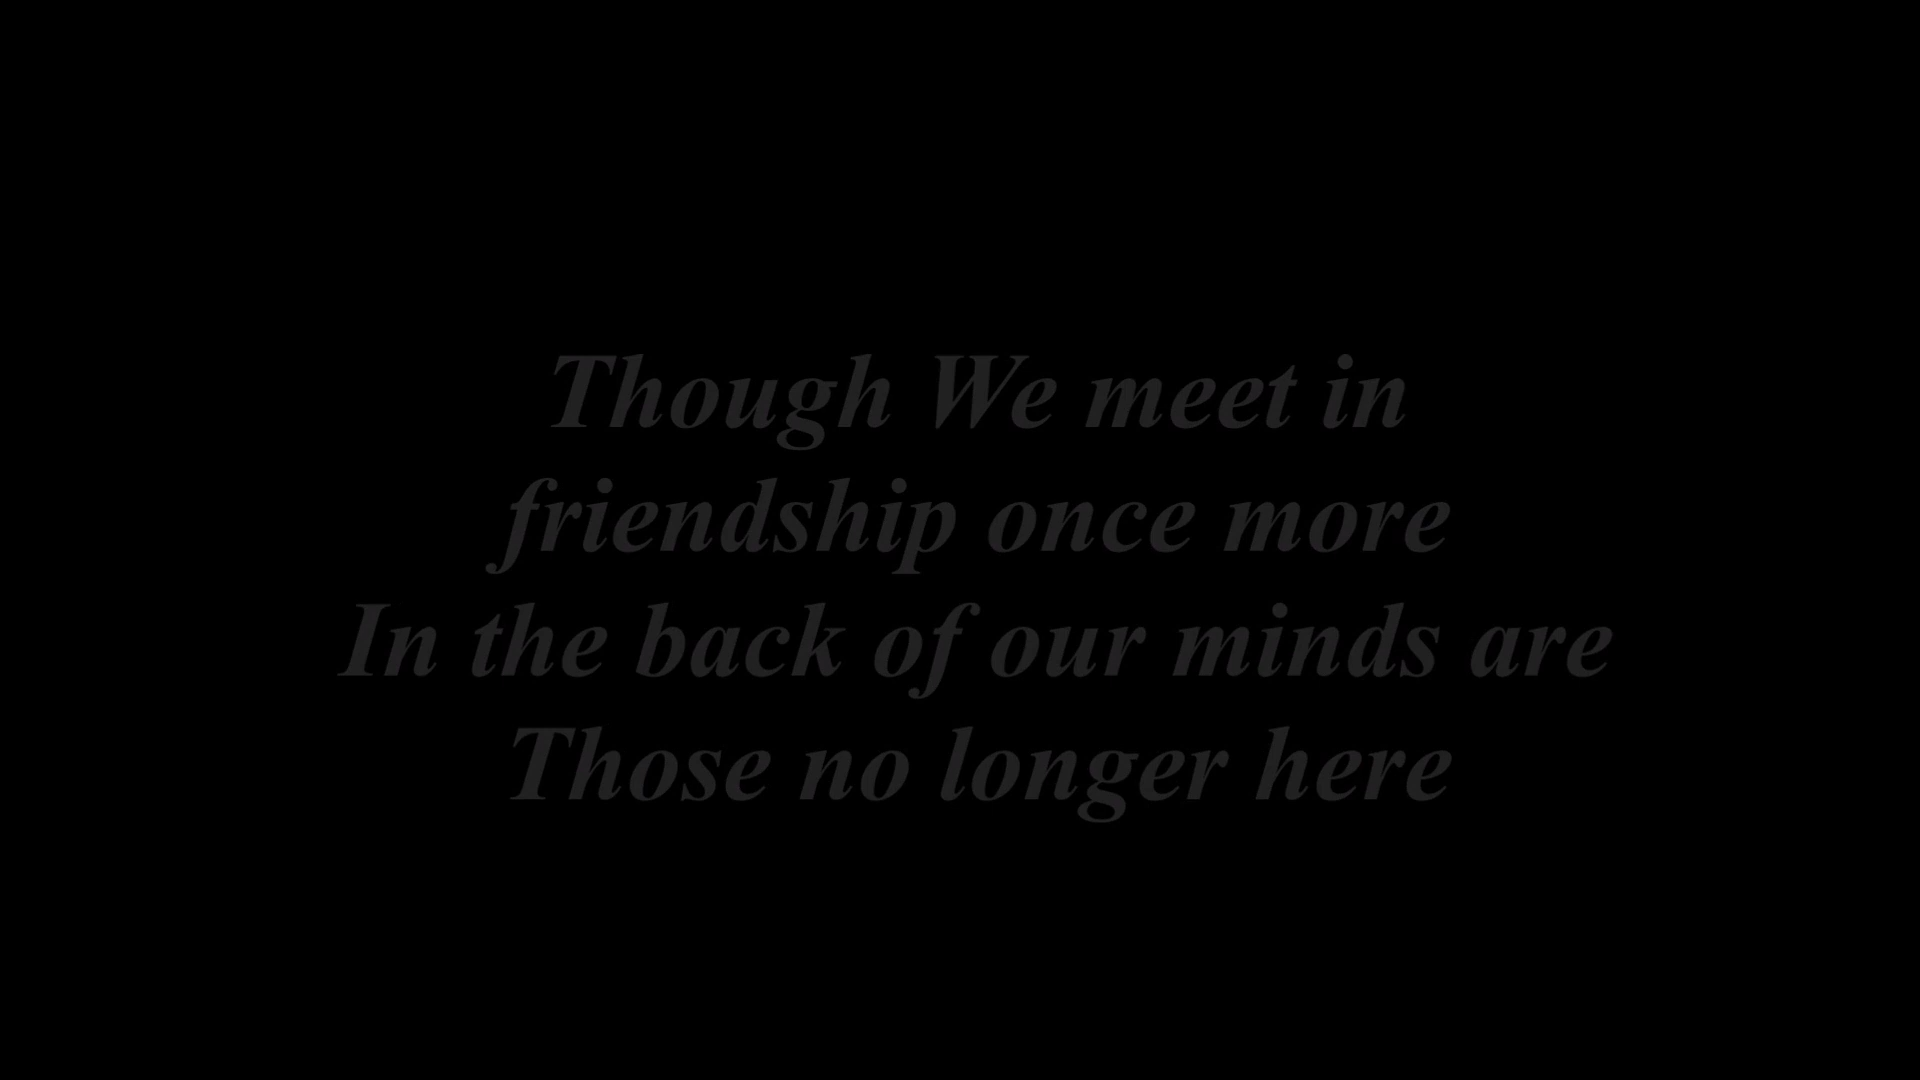 Though We meet in
friendship once more
In the back of our minds are
Those no longer here